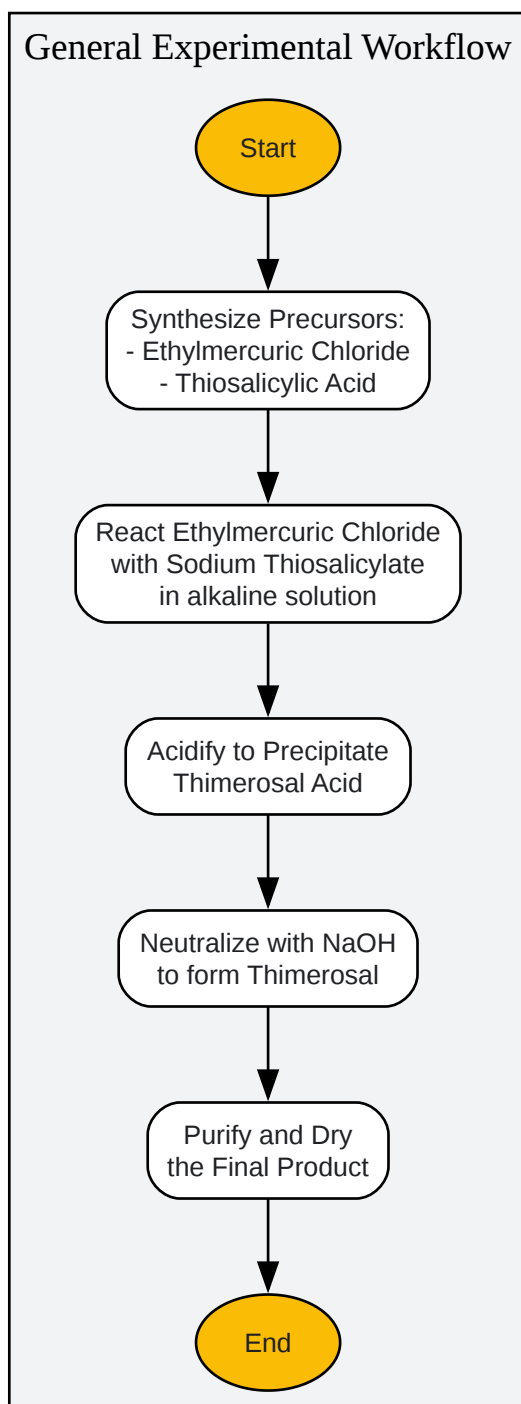 General Experimental Workflow
Start
Synthesize Precursors:
- Ethylmercuric Chloride
- Thiosalicylic Acid
React Ethylmercuric Chloride
with Sodium Thiosalicylate
in alkaline solution
Acidify to Precipitate
Thimerosal Acid
Neutralize with NaOH
to form Thimerosal
Purify and Dry
the Final Product
End